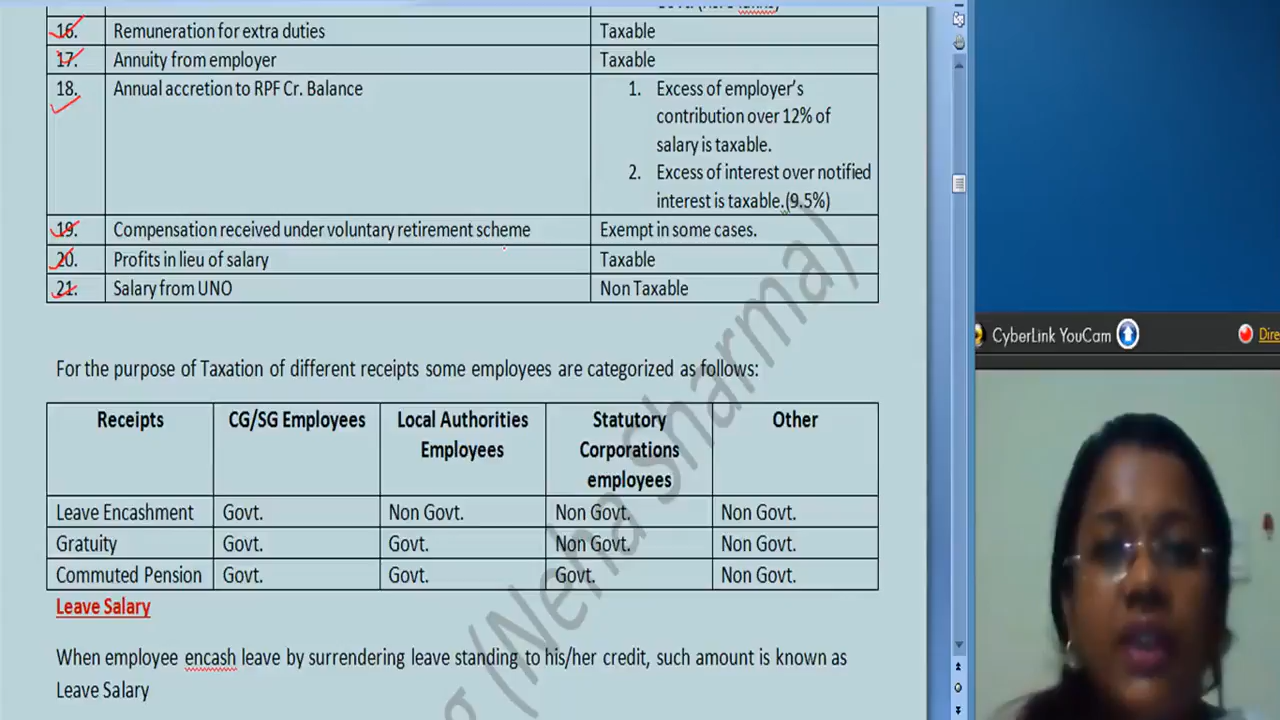 16. Remuneration for extra duties Taxable
17. Annuity from employer Taxable
18. Annual accretion to RPF Cr. Balance 1. Excess of employer's
contribution over 12% of
salary is taxable.
2. Excess of interest over notified
interest is taxable.(9.5%)
19. Compensation received under voluntary retirement scheme Exempt in some cases.
20. Profits in lieu of salary Taxable
21. Salary from UNO Non Taxable
CyberLink YouCam
Dire
For the purpose of Taxation of different receipts some employees are categorized as follows:
Receipts CG/SG Employees Local Authorities Statutory Other
Employees Corporations
employees
Leave Encashment Govt. Non Govt. Non Govt. Non Govt.
Gratuity Govt. Govt. Non Govt. Non Govt.
Commuted Pension Govt. Govt. Govt. Non Govt.
Leave Salary
When employee encash leave by surrendering leave standing to his/her credit, such amount is known as
Leave Salary
(Neha Sharma)